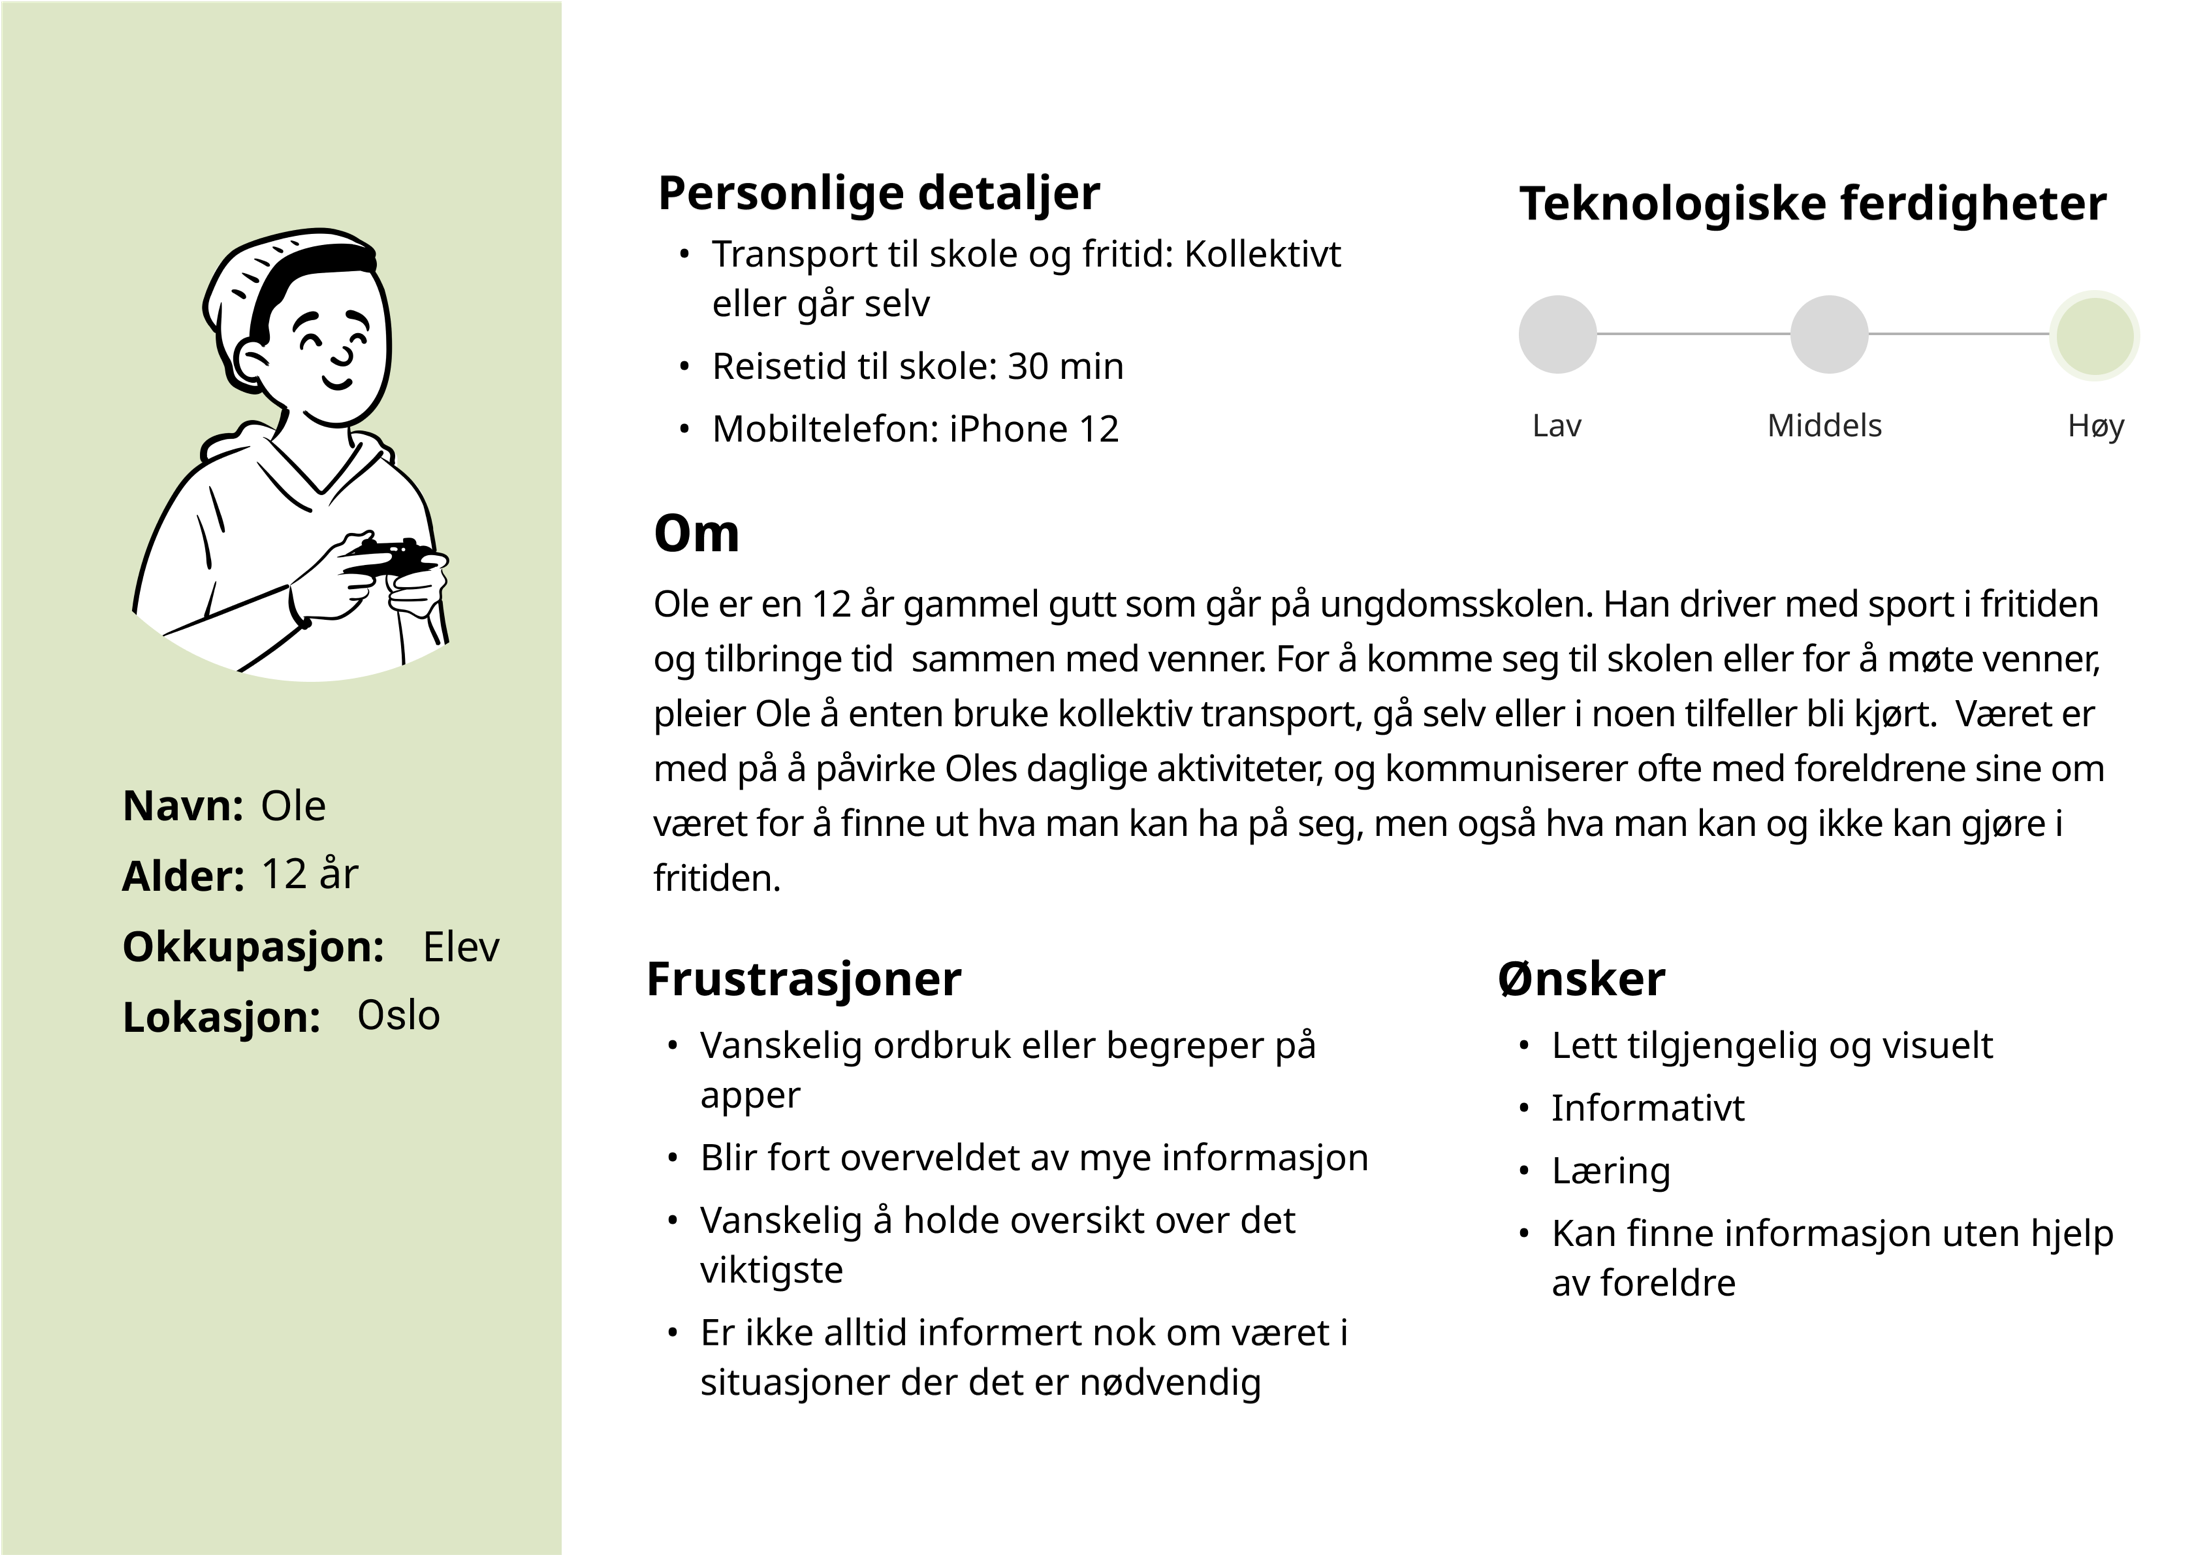 Navn: Ole
Alder: 12 år
Okkupasjon: Elev
Lokasjon: Oslo
Personlige detaljer
• Transport til skole og fritid: Kollektivt
eller går selv
• Reisetid til skole: 30 min
• Mobiltelefon: iPhone 12
Teknologiske ferdigheter
Lav Middels Høy
Om
Ole er en 12 år gammel gutt som går på ungdomsskolen. Han driver med sport i fritiden
og tilbringe tid  sammen med venner. For å komme seg til skolen eller for å møte venner,
pleier Ole å enten bruke kollektiv transport, gå selv eller i noen tilfeller bli kjørt.  Været er
med på å påvirke Oles daglige aktiviteter, og kommuniserer ofte med foreldrene sine om
været for å finne ut hva man kan ha på seg, men også hva man kan og ikke kan gjøre i
fritiden.
Frustrasjoner
• Vanskelig ordbruk eller begreper på
apper
• Blir fort overveldet av mye informasjon
• Vanskelig å holde oversikt over det
viktigste
• Er ikke alltid informert nok om været i
situasjoner der det er nødvendig
Ønsker
• Lett tilgjengelig og visuelt
• Informativt
• Læring
• Kan finne informasjon uten hjelp
av foreldre